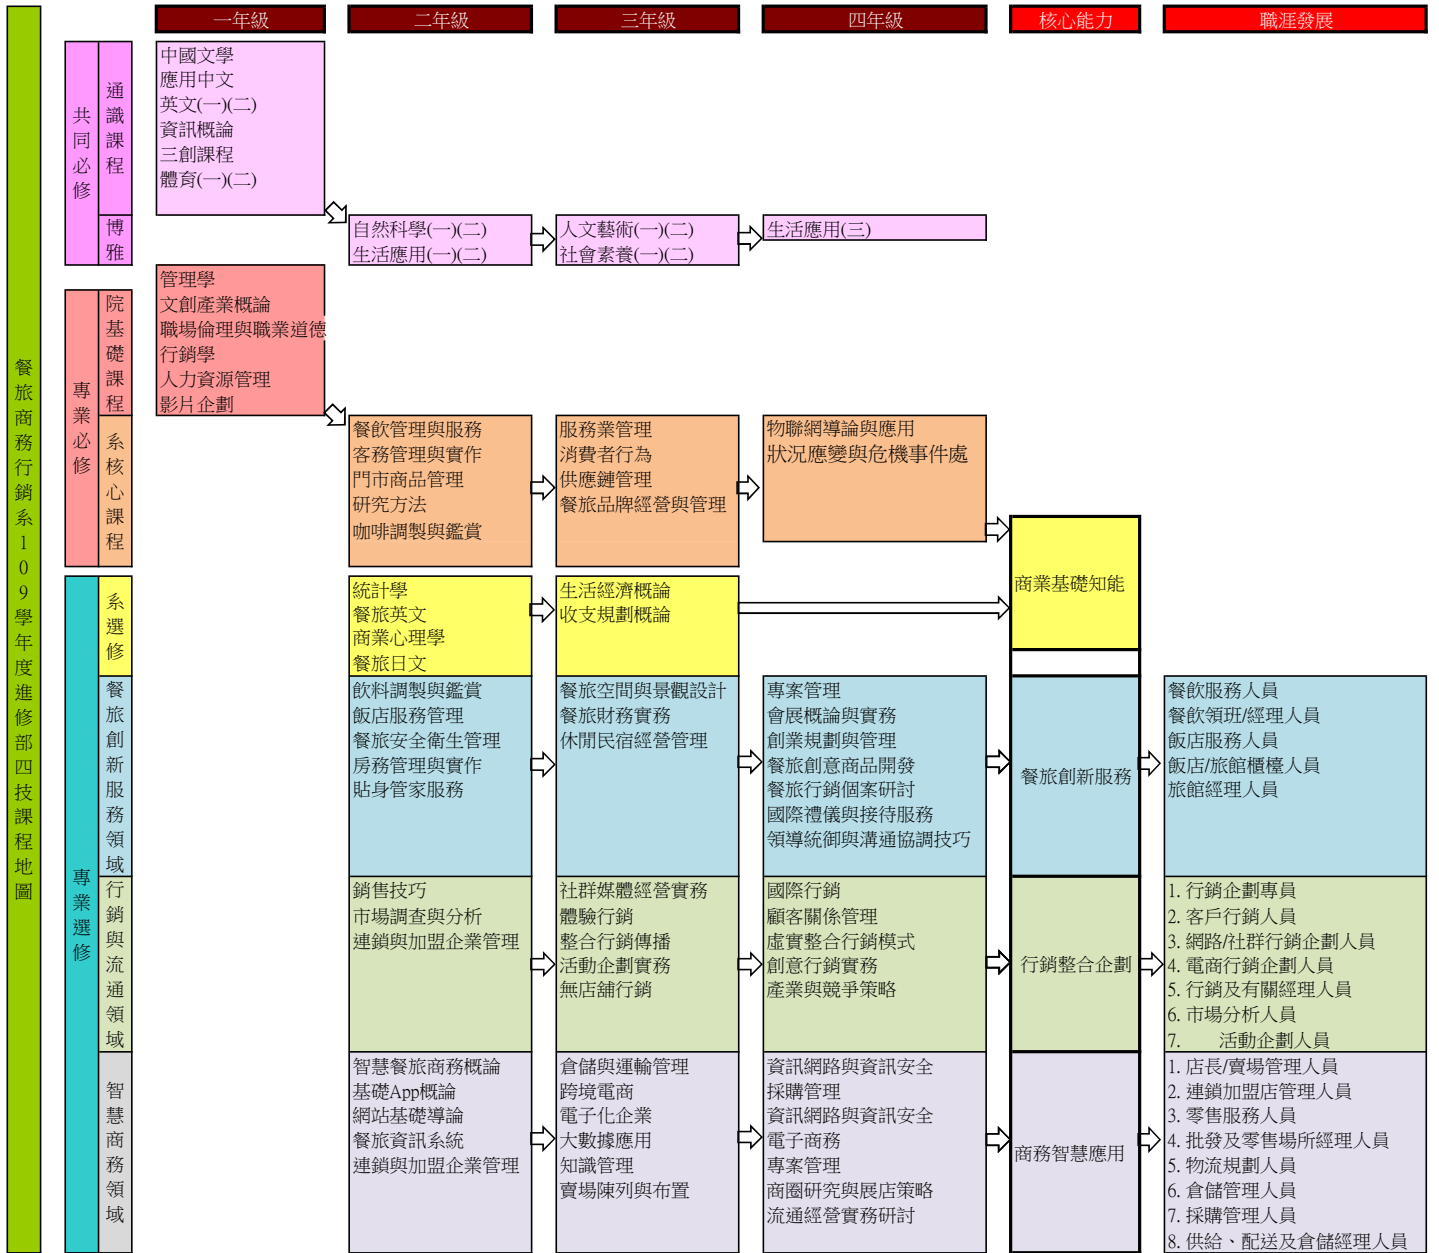 一年級
二年級
三年級
四年級
核心能力
職涯發展
餐旅商務行銷系109學年度進修部四技課程地圖
共同必修
通識課程
中國文學
應用中文
英文(一)(二)
資訊概論
三創課程
體育(一)(二)
博雅
自然科學(一)(二)
生活應用(一)(二)
人文藝術(一)(二)
社會素養(一)(二)
生活應用(三)
專業必修
院基礎課程
管理學
文創產業概論
職場倫理與職業道德
行銷學
人力資源管理
影片企劃
系核心課程
餐飲管理與服務
客務管理與實作
門市商品管理
研究方法
咖啡調製與鑑賞
服務業管理
消費者行為
供應鏈管理
餐旅品牌經營與管理
物聯網導論與應用
狀況應變與危機事件處
商業基礎知能
專業選修
系選修
統計學
餐旅英文
商業心理學
餐旅日文
生活經濟概論
收支規劃概論
餐旅創新服務領域
飲料調製與鑑賞
飯店服務管理
餐旅安全衛生管理
房務管理與實作
貼身管家服務
餐旅空間與景觀設計
餐旅財務實務
休閒民宿經營管理
專案管理
會展概論與實務
創業規劃與管理
餐旅創意商品開發
餐旅行銷個案研討
國際禮儀與接待服務
領導統御與溝通協調技巧
餐旅創新服務
餐飲服務人員
餐飲領班/經理人員
飯店服務人員
飯店/旅館櫃檯人員
旅館經理人員
行銷與流通領域
銷售技巧
市場調查與分析
連鎖與加盟企業管理
社群媒體經營實務
體驗行銷
整合行銷傳播
活動企劃實務
無店舖行銷
國際行銷
顧客關係管理
虛實整合行銷模式
創意行銷實務
產業與競爭策略
行銷整合企劃
1. 行銷企劃專員
2. 客戶行銷人員
3. 網路/社群行銷企劃人員
4. 電商行銷企劃人員
5. 行銷及有關經理人員
6. 市場分析人員
7. 活動企劃人員
智慧商務領域
智慧餐旅商務概論
基礎App概論
網站基礎導論
餐旅資訊系統
連鎖與加盟企業管理
倉儲與運輸管理
跨境電商
電子化企業
大數據應用
知識管理
賣場陳列與布置
資訊網路與資訊安全
採購管理
資訊網路與資訊安全
電子商務
專案管理
商圈研究與展店策略
流通經營實務研討
商務智慧應用
1. 店長/賣場管理人員
2. 連鎖加盟店管理人員
3. 零售服務人員
4. 批發及零售場所經理人員
5. 物流規劃人員
6. 倉儲管理人員
7. 採購管理人員
8. 供給、配送及倉儲經理人員